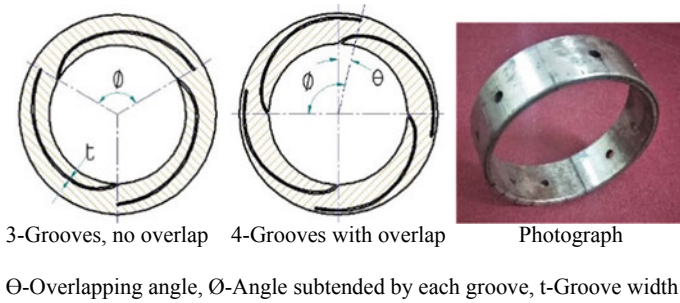 Ø
t
Ø
Ɵ
3-Grooves, no overlap 4-Grooves with overlap Photograph
Ɵ-Overlapping angle, Ø-Angle subtended by each groove, t-Groove width